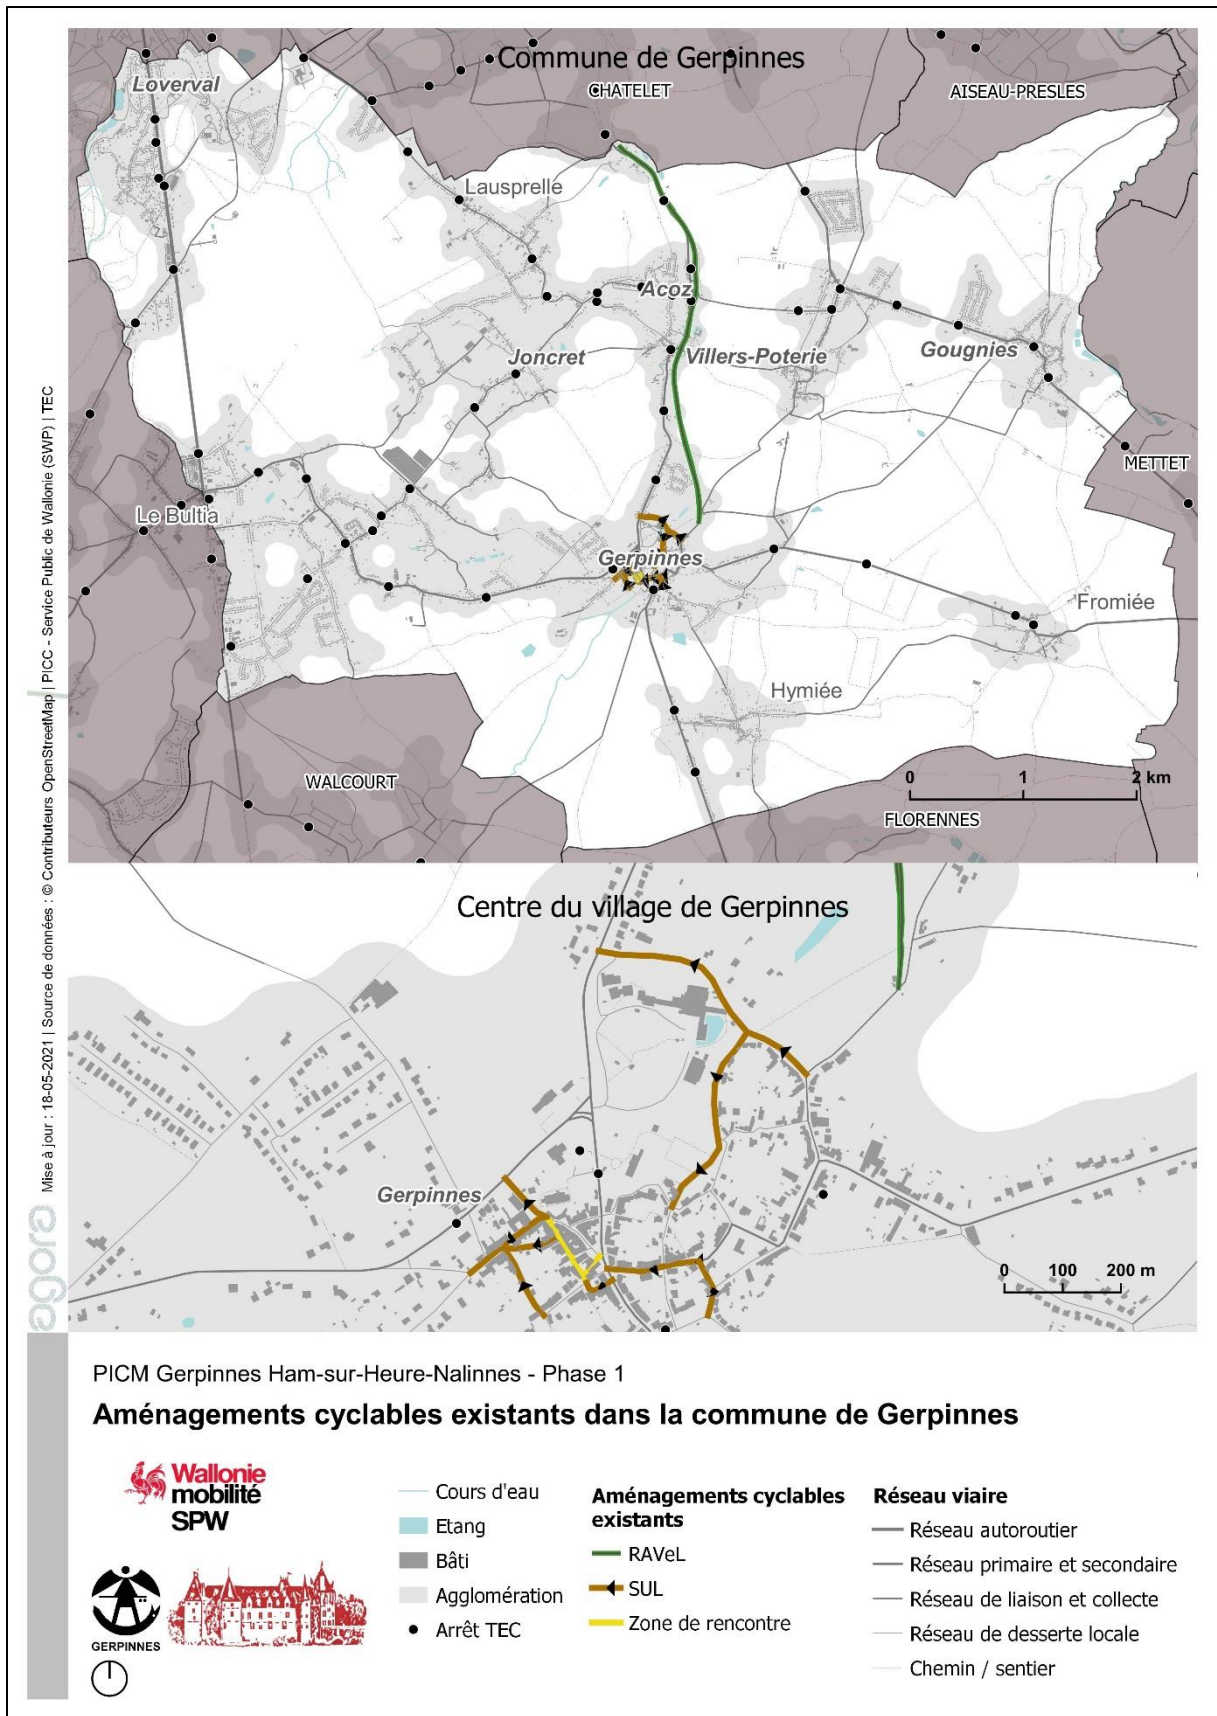 Commune de Gerpinnes
Loverval
CHATELET
AISEAU-PRESLES
Lausprelle
Acoz
Joncret
Villers-Poterie
Gougnies
METTET
Le Bultia
Gerpinnes
Fromiée
Hymiée
WALCOURT
0 1 2 km
FLORENNES
Centre du village de Gerpinnes
Gerpinnes
0 100 200 m
Mise à jour : 18-05-2021 | Source de données : © Contributeurs OpenStreetMap | PICC - Service Public de Wallonie (SWP) | TEC
agora
PICM Gerpinnes Ham-sur-Heure-Nalinnes - Phase 1
Aménagements cyclables existants dans la commune de Gerpinnes
Wallonie
mobilité
SPW
GERPINNES
Cours d'eau
Etang
Bâti
Agglomération
Arrêt TEC
Aménagements cyclables
existants
RAVeL
SUL
Zone de rencontre
Réseau viaire
Réseau autoroutier
Réseau primaire et secondaire
Réseau de liaison et collecte
Réseau de desserte locale
Chemin / sentier